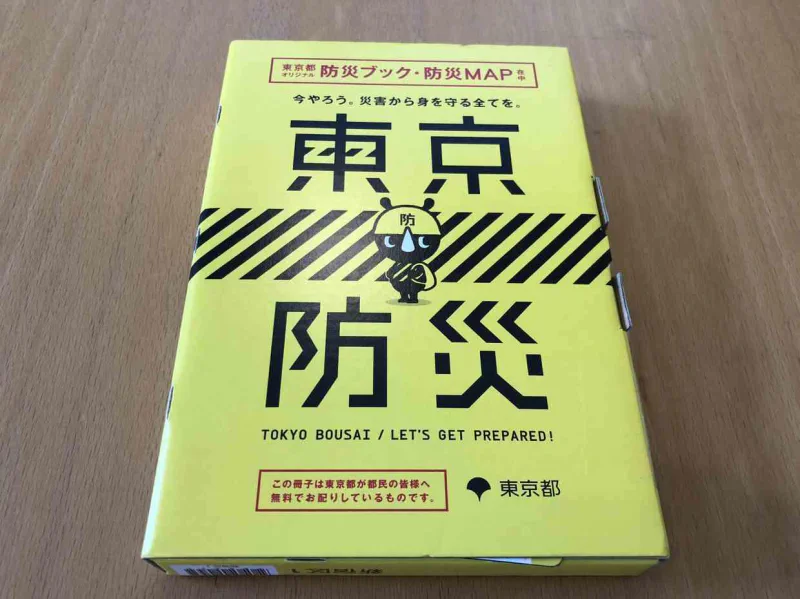 東京都
オリジナル
防災ブック・防災MAP 在中
今やろう。災害から身を守る全てを。
東京
防
防災
TOKYO BOUSAI / LET'S GET PREPARED!
この冊子は東京都が都民の皆様へ
無料でお配りしているものです。
東京都
新宿区 1